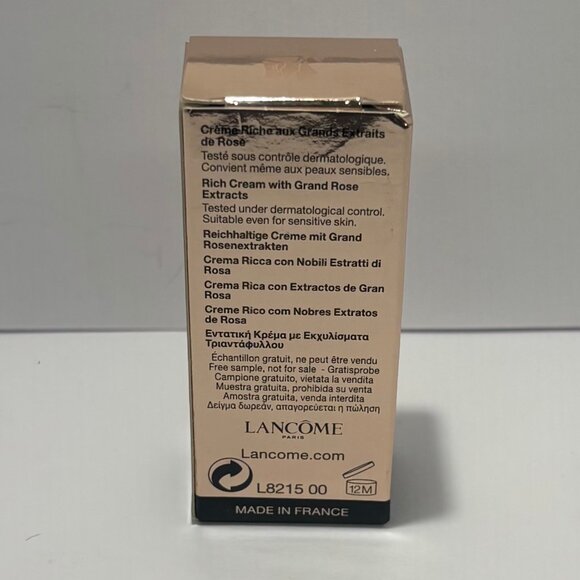 Crème Riche aux Grands Extraits
de Rose
Testé sous contrôle dermatologique.
Convient même aux peaux sensibles.
Rich Cream with Grand Rose
Extracts
Tested under dermatological control.
Suitable even for sensitive skin.
Reichhaltige Creme mit Grand
Rosenextrakten
Crema Ricca con Nobili Estratti di
Rosa
Crema Rica con Extractos de Gran
Rosa
Creme Rico com Nobres Extratos
de Rosa
Εντατική Κρέμα με Εκχυλίσματα
Τριαντάφυλλου
Échantillon gratuit, ne peut être vendu
Free sample, not for sale - Gratisprobe
Campione gratuito, vietata la vendita
Muestra gratuita, prohibida su venta
Amostra gratuita, venda interdita
Δείγμα δωρεάν, απαγορεύεται η πώληση
LANCÔME
PARIS
Lancome.com
L8215 00
12M
MADE IN FRANCE